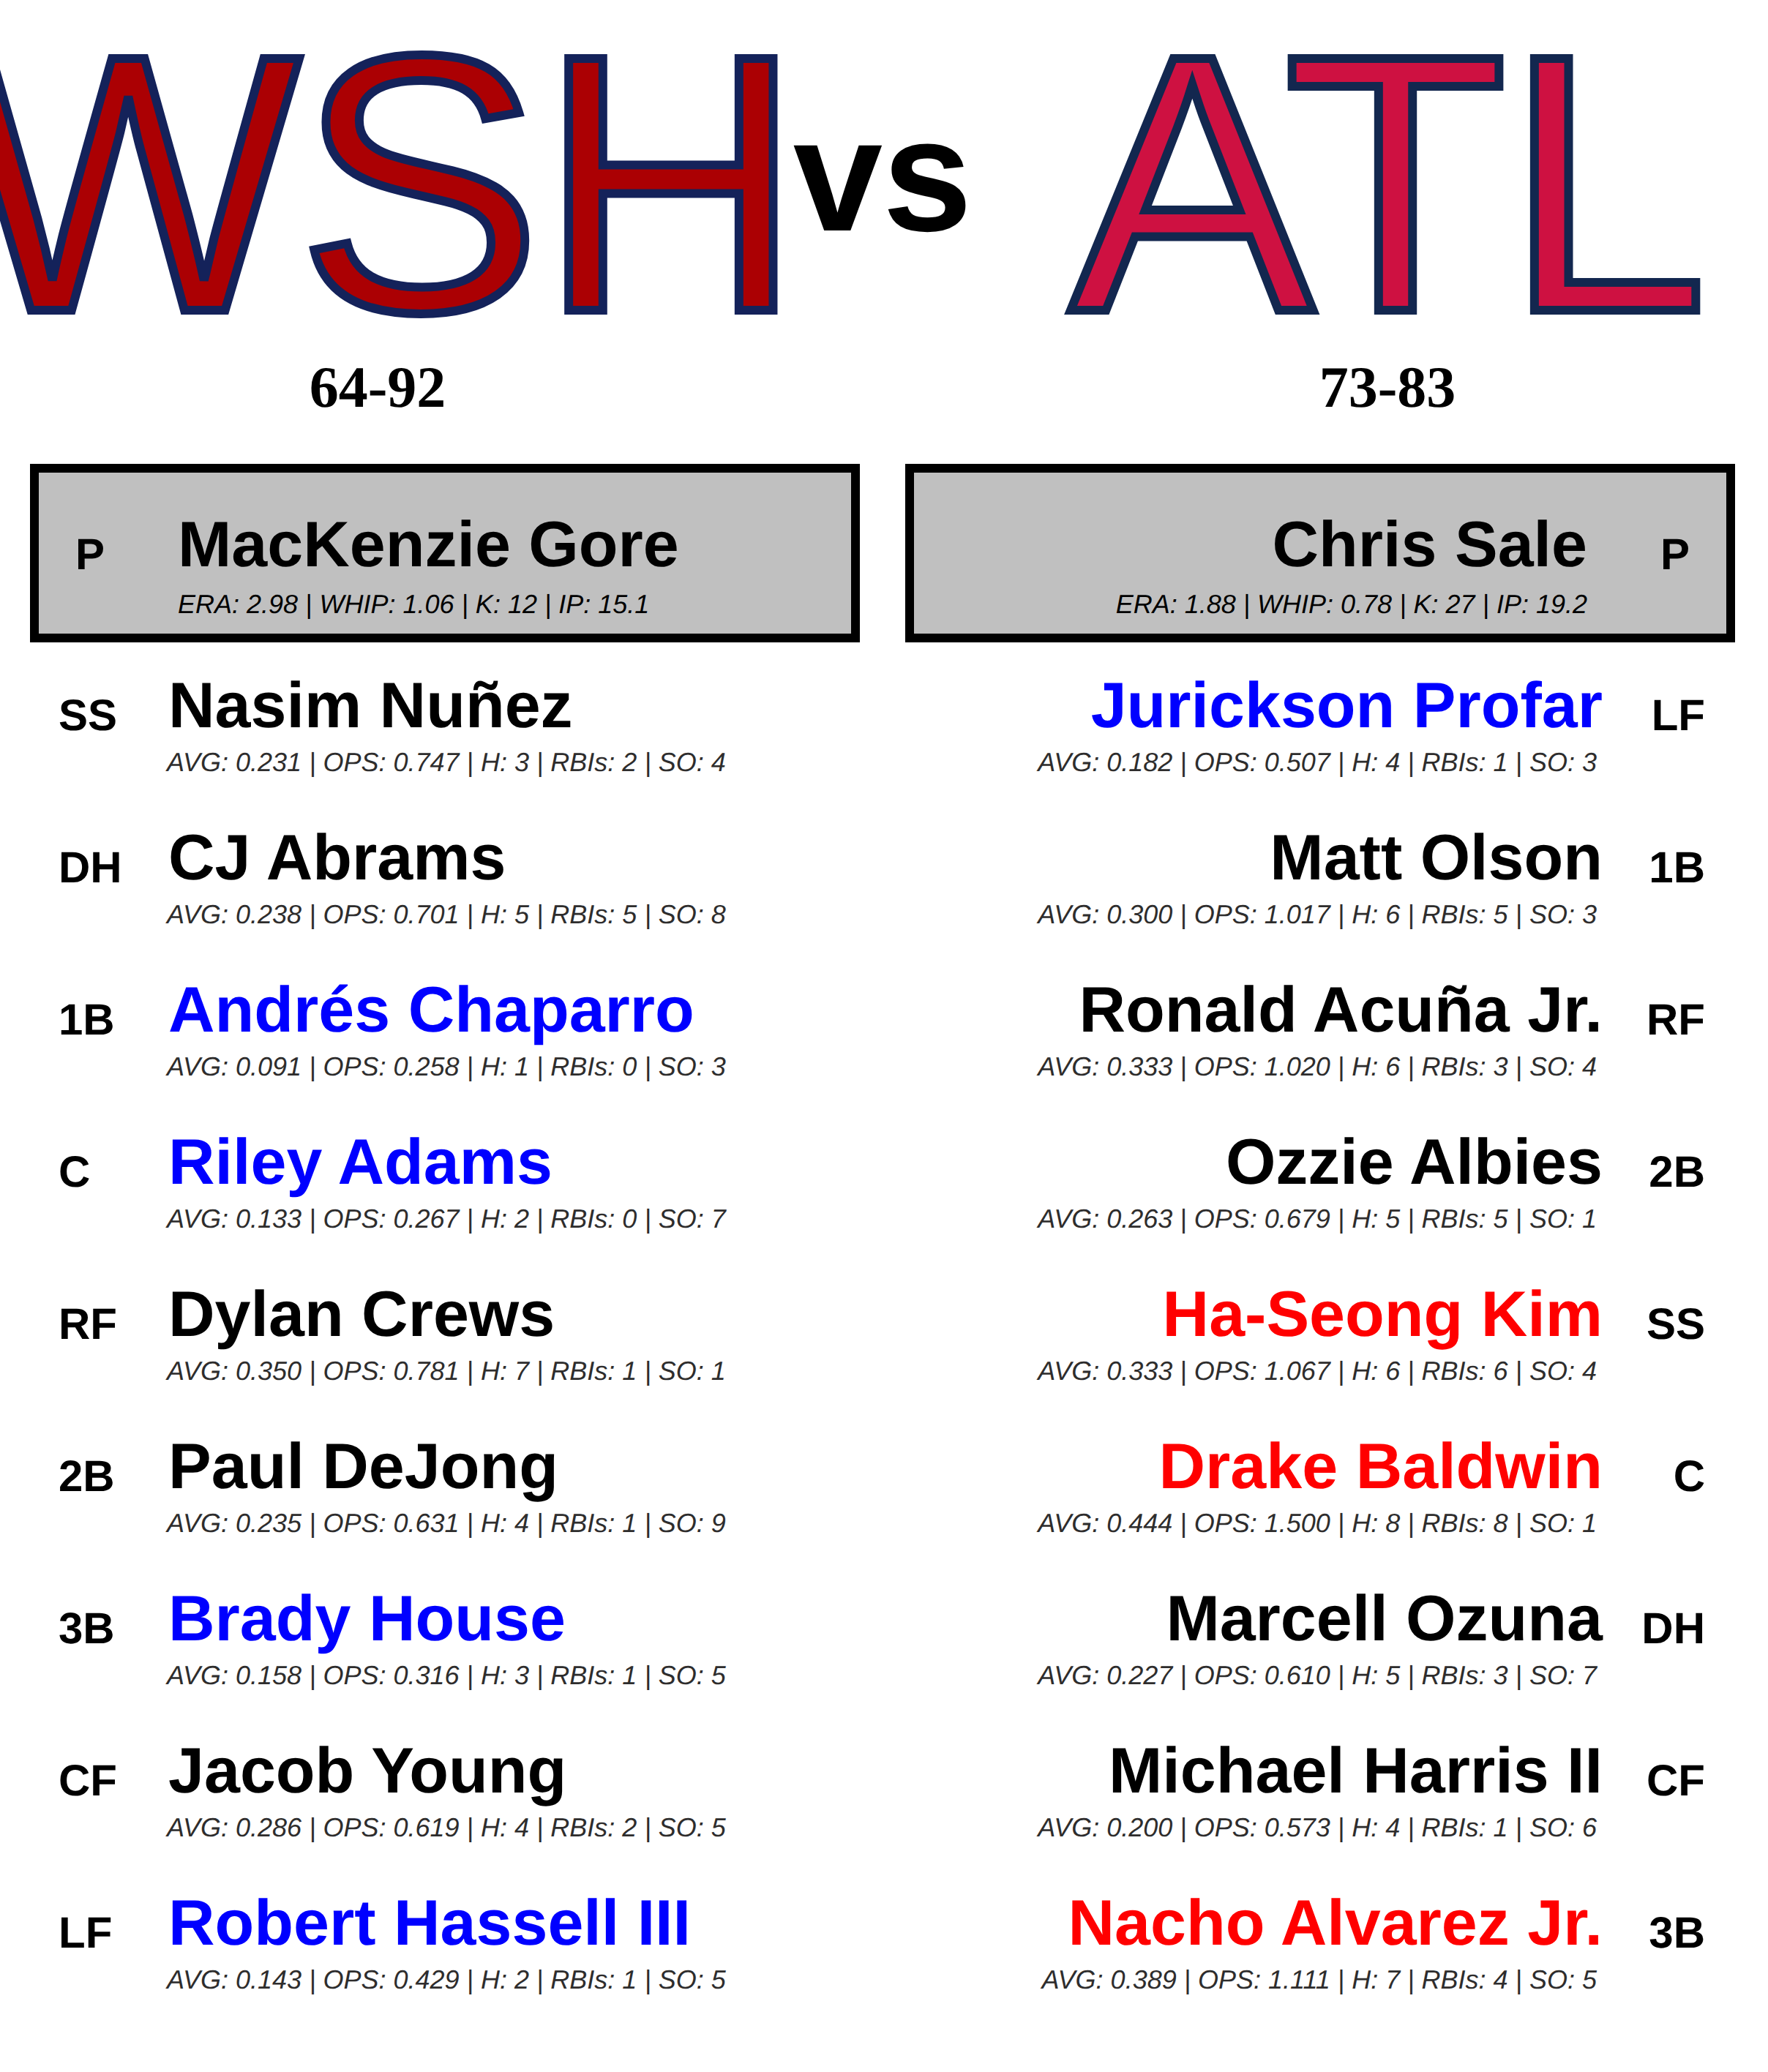 WSH vs ATL
64-92 73-83
P MacKenzie Gore Chris Sale P
ERA: 2.98 | WHIP: 1.06 | K: 12 | IP: 15.1 ERA: 1.88 | WHIP: 0.78 | K: 27 | IP: 19.2
SS Nasim Nuñez Jurickson Profar LF
AVG: 0.231 | OPS: 0.747 | H: 3 | RBIs: 2 | SO: 4 AVG: 0.182 | OPS: 0.507 | H: 4 | RBIs: 1 | SO: 3
DH CJ Abrams Matt Olson 1B
AVG: 0.238 | OPS: 0.701 | H: 5 | RBIs: 5 | SO: 8 AVG: 0.300 | OPS: 1.017 | H: 6 | RBIs: 5 | SO: 3
1B Andrés Chaparro Ronald Acuña Jr. RF
AVG: 0.091 | OPS: 0.258 | H: 1 | RBIs: 0 | SO: 3 AVG: 0.333 | OPS: 1.020 | H: 6 | RBIs: 3 | SO: 4
C Riley Adams Ozzie Albies 2B
AVG: 0.133 | OPS: 0.267 | H: 2 | RBIs: 0 | SO: 7 AVG: 0.263 | OPS: 0.679 | H: 5 | RBIs: 5 | SO: 1
RF Dylan Crews Ha-Seong Kim SS
AVG: 0.350 | OPS: 0.781 | H: 7 | RBIs: 1 | SO: 1 AVG: 0.333 | OPS: 1.067 | H: 6 | RBIs: 6 | SO: 4
2B Paul DeJong Drake Baldwin C
AVG: 0.235 | OPS: 0.631 | H: 4 | RBIs: 1 | SO: 9 AVG: 0.444 | OPS: 1.500 | H: 8 | RBIs: 8 | SO: 1
3B Brady House Marcell Ozuna DH
AVG: 0.158 | OPS: 0.316 | H: 3 | RBIs: 1 | SO: 5 AVG: 0.227 | OPS: 0.610 | H: 5 | RBIs: 3 | SO: 7
CF Jacob Young Michael Harris II CF
AVG: 0.286 | OPS: 0.619 | H: 4 | RBIs: 2 | SO: 5 AVG: 0.200 | OPS: 0.573 | H: 4 | RBIs: 1 | SO: 6
LF Robert Hassell III Nacho Alvarez Jr. 3B
AVG: 0.143 | OPS: 0.429 | H: 2 | RBIs: 1 | SO: 5 AVG: 0.389 | OPS: 1.111 | H: 7 | RBIs: 4 | SO: 5